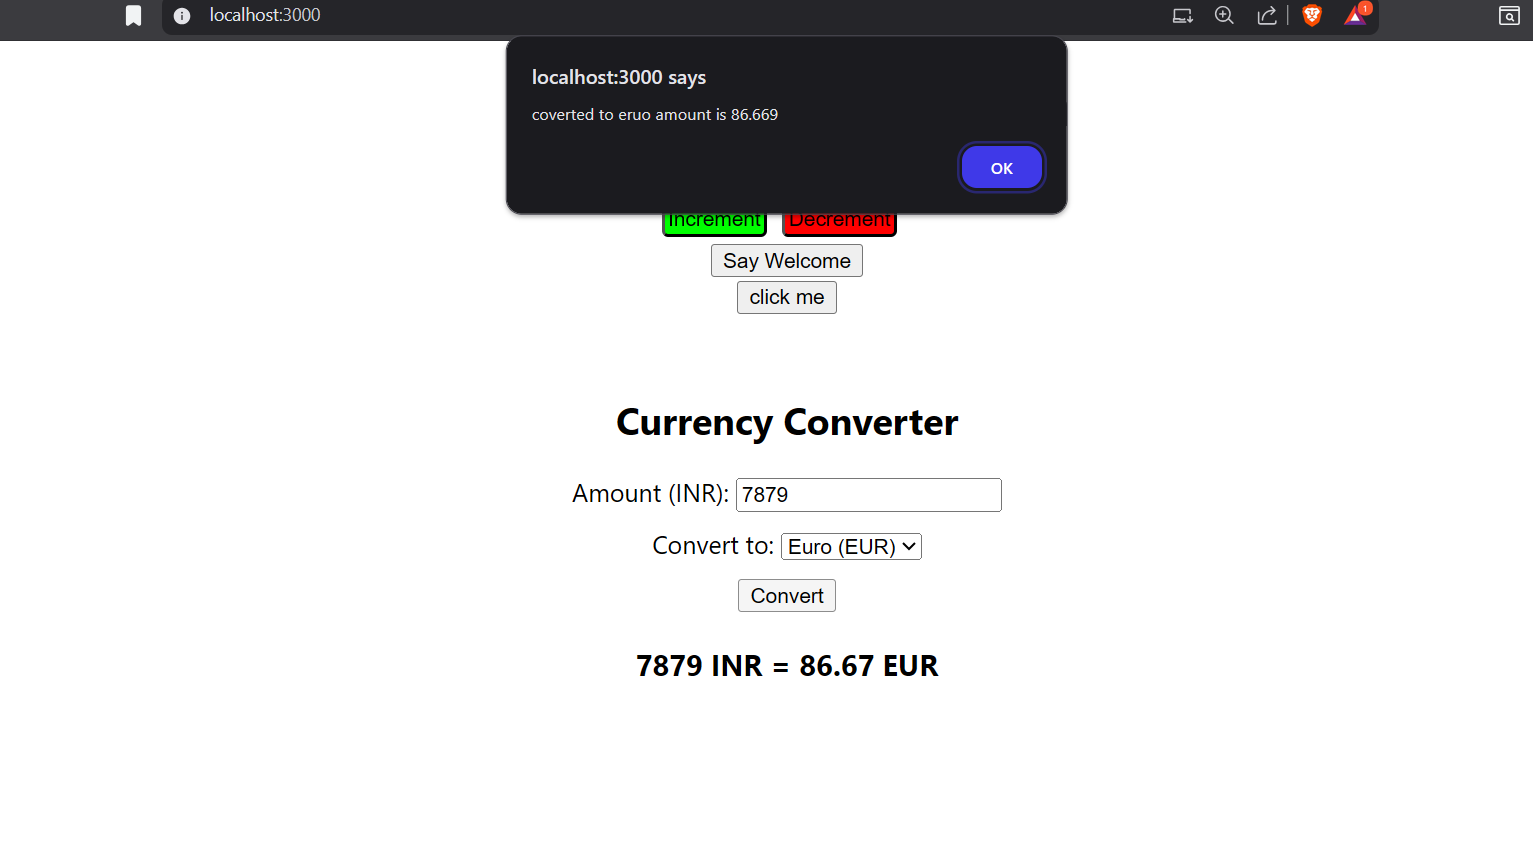 localhost:3000
1
localhost:3000 says
coverted to eruo amount is 86.669
OK
Increment Decrement
Say Welcome
click me
Currency Converter
Amount (INR): 7879
Convert to: Euro (EUR)
Convert
7879 INR = 86.67 EUR